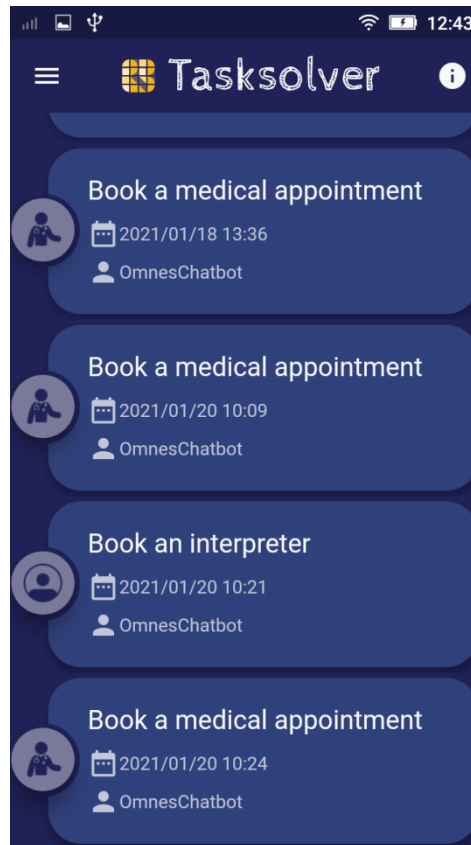 12:43
Tasksolver
Book a medical appointment
2021/01/18 13:36
OmnesChatbot
Book a medical appointment
2021/01/20 10:09
OmnesChatbot
Book an interpreter
2021/01/20 10:21
OmnesChatbot
Book a medical appointment
2021/01/20 10:24
OmnesChatbot